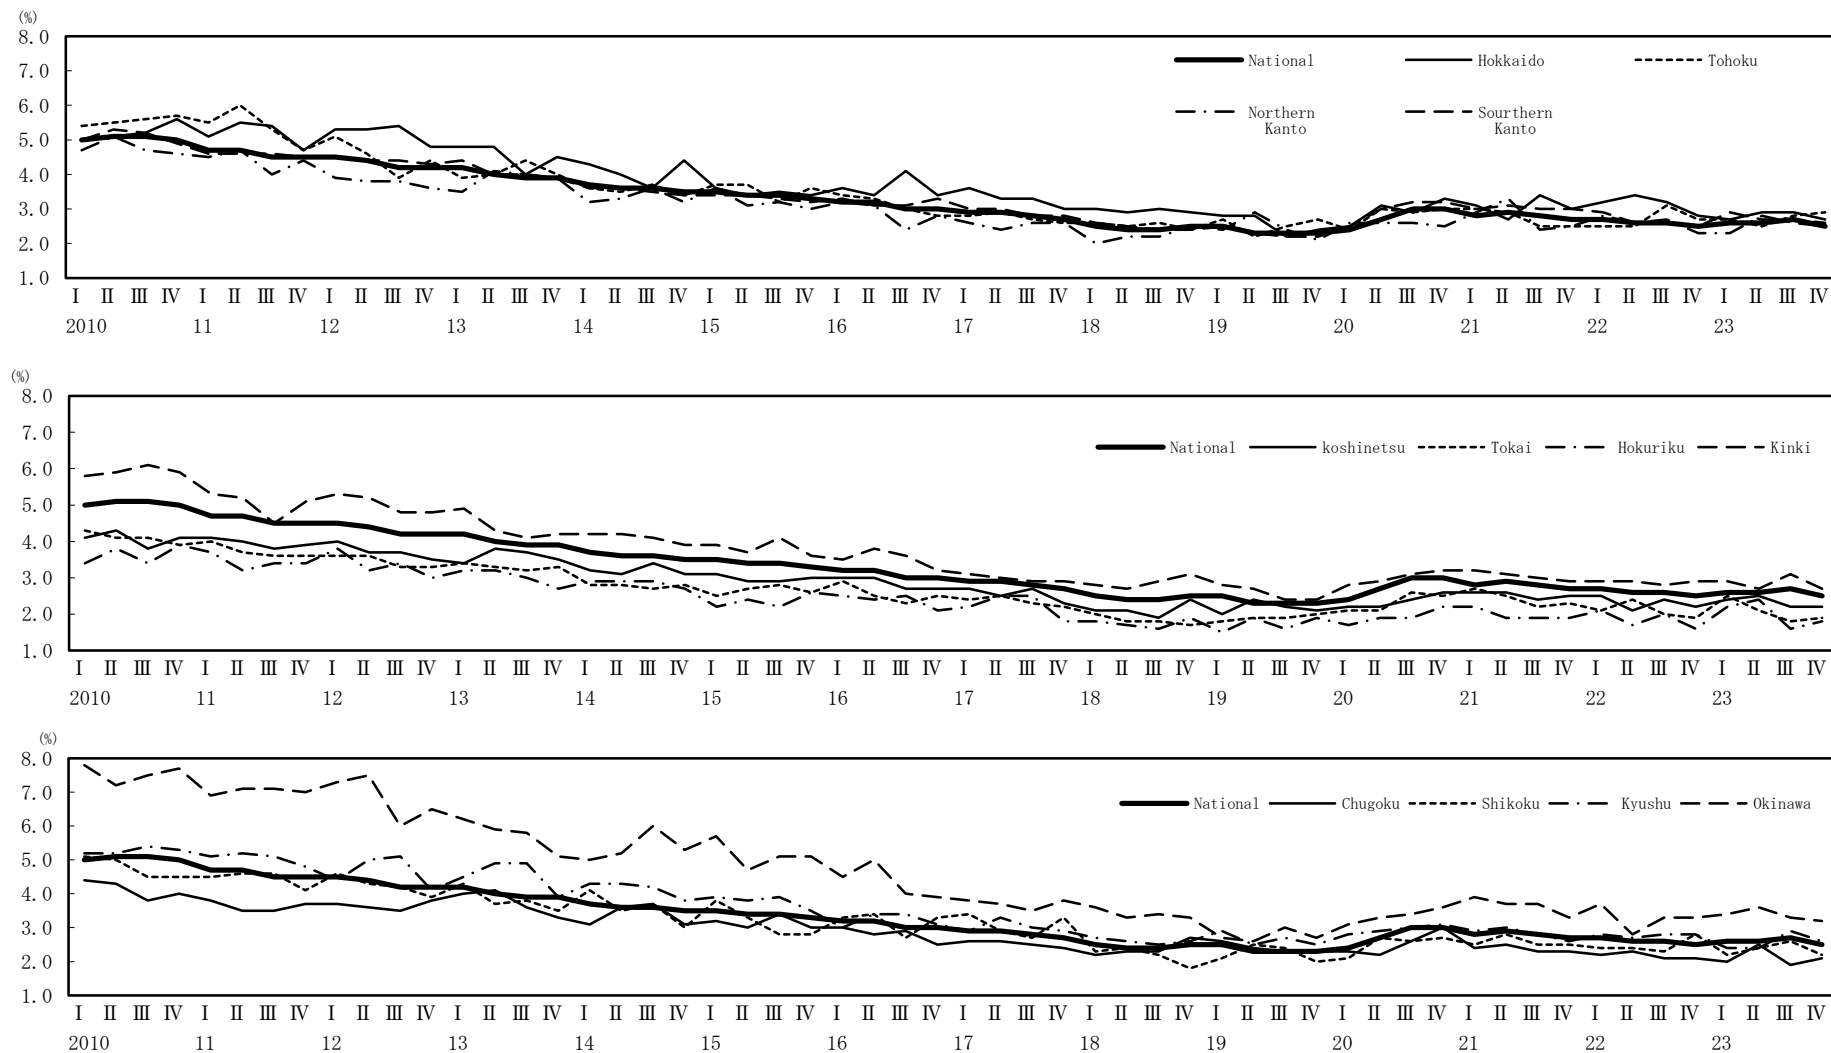 (%)
8.0
7.0
6.0
5.0
4.0
3.0
2.0
1.0
National Hokkaido Tohoku
Northern Kanto Sourthern Kanto
Ⅰ Ⅱ Ⅲ Ⅳ Ⅰ Ⅱ Ⅲ Ⅳ Ⅰ Ⅱ Ⅲ Ⅳ Ⅰ Ⅱ Ⅲ Ⅳ Ⅰ Ⅱ Ⅲ Ⅳ Ⅰ Ⅱ Ⅲ Ⅳ Ⅰ Ⅱ Ⅲ Ⅳ Ⅰ Ⅱ Ⅲ Ⅳ Ⅰ Ⅱ Ⅲ Ⅳ Ⅰ Ⅱ Ⅲ Ⅳ Ⅰ Ⅱ Ⅲ Ⅳ Ⅰ Ⅱ Ⅲ Ⅳ Ⅰ Ⅱ Ⅲ Ⅳ Ⅰ Ⅱ Ⅲ Ⅳ
2010 11 12 13 14 15 16 17 18 19 20 21 22 23
(%)
8.0
7.0
6.0
5.0
4.0
3.0
2.0
1.0
National koshinetsu Tokai Hokuriku Kinki
Ⅰ Ⅱ Ⅲ Ⅳ Ⅰ Ⅱ Ⅲ Ⅳ Ⅰ Ⅱ Ⅲ Ⅳ Ⅰ Ⅱ Ⅲ Ⅳ Ⅰ Ⅱ Ⅲ Ⅳ Ⅰ Ⅱ Ⅲ Ⅳ Ⅰ Ⅱ Ⅲ Ⅳ Ⅰ Ⅱ Ⅲ Ⅳ Ⅰ Ⅱ Ⅲ Ⅳ Ⅰ Ⅱ Ⅲ Ⅳ Ⅰ Ⅱ Ⅲ Ⅳ Ⅰ Ⅱ Ⅲ Ⅳ Ⅰ Ⅱ Ⅲ Ⅳ Ⅰ Ⅱ Ⅲ Ⅳ
2010 11 12 13 14 15 16 17 18 19 20 21 22 23
(%)
8.0
7.0
6.0
5.0
4.0
3.0
2.0
1.0
National Chugoku Shikoku Kyushu Okinawa
Ⅰ Ⅱ Ⅲ Ⅳ Ⅰ Ⅱ Ⅲ Ⅳ Ⅰ Ⅱ Ⅲ Ⅳ Ⅰ Ⅱ Ⅲ Ⅳ Ⅰ Ⅱ Ⅲ Ⅳ Ⅰ Ⅱ Ⅲ Ⅳ Ⅰ Ⅱ Ⅲ Ⅳ Ⅰ Ⅱ Ⅲ Ⅳ Ⅰ Ⅱ Ⅲ Ⅳ Ⅰ Ⅱ Ⅲ Ⅳ Ⅰ Ⅱ Ⅲ Ⅳ Ⅰ Ⅱ Ⅲ Ⅳ Ⅰ Ⅱ Ⅲ Ⅳ Ⅰ Ⅱ Ⅲ Ⅳ
2010 11 12 13 14 15 16 17 18 19 20 21 22 23